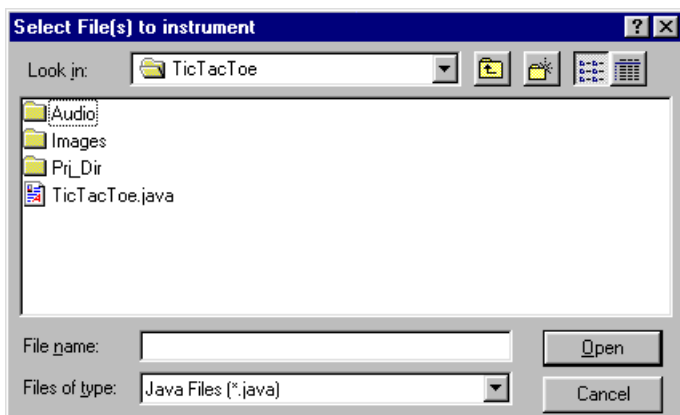 Select File(s) to instrument
Look in: TicTacToe
Audio
Images
Prj_Dir
TicTacToe.java
File name: Open
Files of type: Java Files (*.java) Cancel